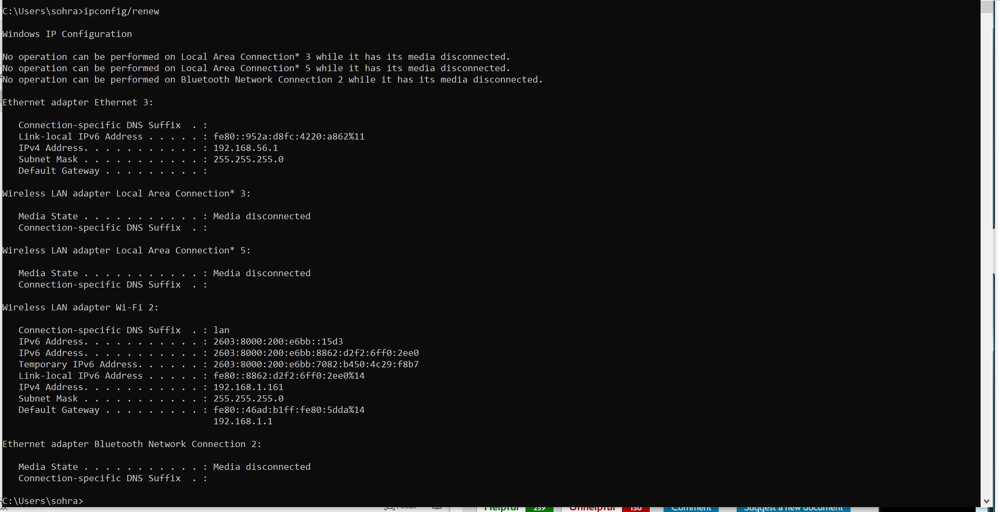 C:\Users\sohra>ipconfig/renew
Windows IP Configuration
No operation can be performed on Local Area Connection* 3 while it has its media disconnected.
No operation can be performed on Local Area Connection* 5 while it has its media disconnected.
No operation can be performed on Bluetooth Network Connection 2 while it has its media disconnected.
Ethernet adapter Ethernet 3:
Connection-specific DNS Suffix  . :
Link-local IPv6 Address . . . . . : fe80::952a:d8fc:4220:a862%11
IPv4 Address. . . . . . . . . . . : 192.168.56.1
Subnet Mask . . . . . . . . . . . : 255.255.255.0
Default Gateway . . . . . . . . . :
Wireless LAN adapter Local Area Connection* 3:
Media State . . . . . . . . . . . : Media disconnected
Connection-specific DNS Suffix  . :
Wireless LAN adapter Local Area Connection* 5:
Media State . . . . . . . . . . . : Media disconnected
Connection-specific DNS Suffix  . :
Wireless LAN adapter Wi-Fi 2:
Connection-specific DNS Suffix  . : lan
IPv6 Address. . . . . . . . . . . : 2603:8000:200:e6bb::15d3
IPv6 Address. . . . . . . . . . . : 2603:8000:200:e6bb:8862:d2f2:6ff0:2ee0
Temporary IPv6 Address. . . . . . : 2603:8000:200:e6bb:7082:b450:4c29:f8b7
Link-local IPv6 Address . . . . . : fe80::8862:d2f2:6ff0:2ee0%14
IPv4 Address. . . . . . . . . . . : 192.168.1.161
Subnet Mask . . . . . . . . . . . : 255.255.255.0
Default Gateway . . . . . . . . . : fe80::46ad:b1ff:fe80:5dda%14
192.168.1.1
Ethernet adapter Bluetooth Network Connection 2:
Media State . . . . . . . . . . . : Media disconnected
Connection-specific DNS Suffix  . :
C:\Users\sohra>
Helpful 239 Unhelpful 130 Comment Suggest a new document